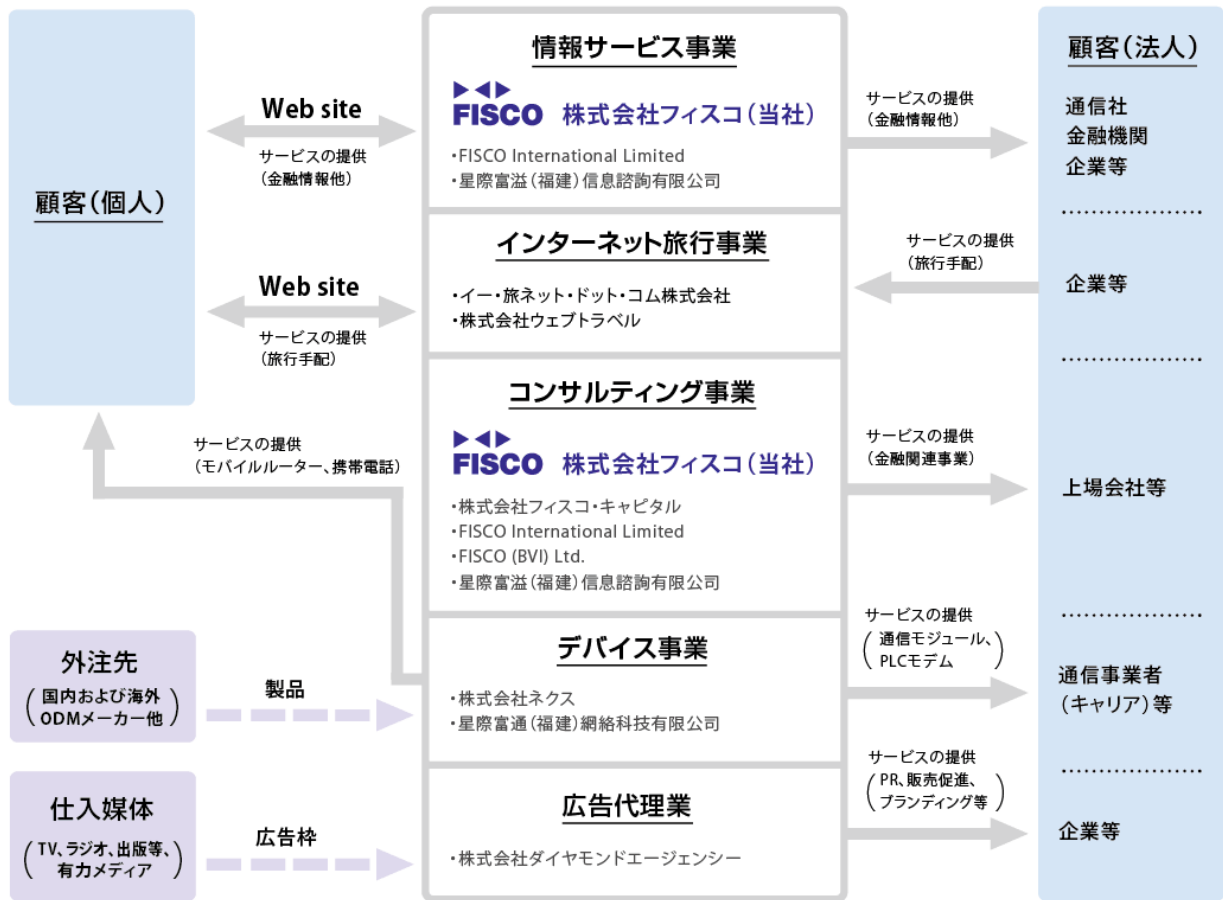 顧客（個人）
Web site
サービスの提供
（金融情報他）
Web site
サービスの提供
（旅行手配）
サービスの提供
（モバイルルーター、携帯電話）
外注先
（国内および海外
ODMメーカー他）
製品
仕入媒体
（TV、ラジオ、出版等、
有力メディア）
広告枠
情報サービス事業
FISCO 株式会社フィスコ（当社）
・FISCO International Limited
・星際富溢（福建）信息諮詢有限公司
インターネット旅行事業
・イー・旅ネット・ドット・コム株式会社
・株式会社ウェブトラベル
コンサルティング事業
FISCO 株式会社フィスコ（当社）
・株式会社フィスコ・キャピタル
・FISCO International Limited
・FISCO (BVI) Ltd.
・星際富溢（福建）信息諮詢有限公司
デバイス事業
・株式会社ネクス
・星際富通（福建）網絡科技有限公司
広告代理業
・株式会社ダイヤモンドエージェンシー
サービスの提供
（金融情報他）
サービスの提供
（旅行手配）
サービスの提供
（金融関連事業）
サービスの提供
（通信モジュール、
PLCモデム）
サービスの提供
（PR、販売促進、
ブランディング等）
顧客（法人）
通信社
金融機関
企業等
企業等
上場会社等
通信事業者
（キャリア）等
企業等